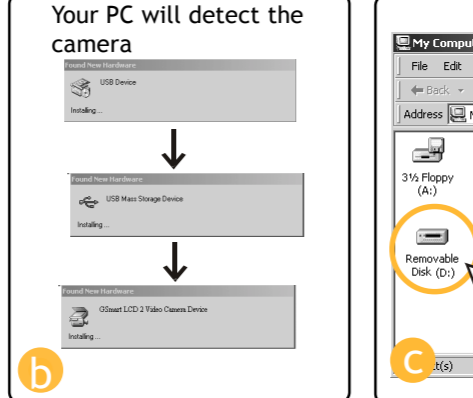 Your PC will detect the
camera
Found New Hardware
USB Device
Installing...
Found New Hardware
USB Mass Storage Device
Installing...
Found New Hardware
GSmart LCD 2 Video Camera Device
Installing...
b
My Compu
File Edit
Back
Address
3½ Floppy
(A:)
Removable
Disk (D:)
t(s)
c